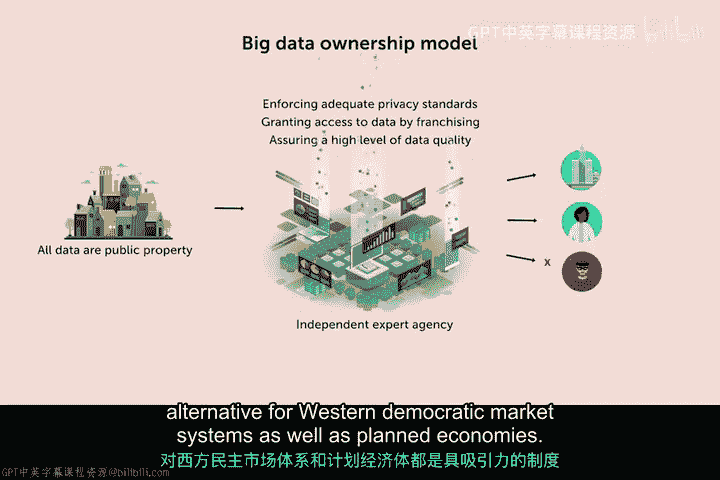 GPT中英字幕课程资源
Big data ownership model
Enforcing adequate privacy standards
Granting access to data by franchising
Assuring a high level of data quality
All data are public property
x
Independent expert agency
alternative for Western democratic market
systems as well as planned economies.
对西方民主市场体系和计划经济体都是具吸引力的制度
GPT中英字幕课程资源@bilibili.com